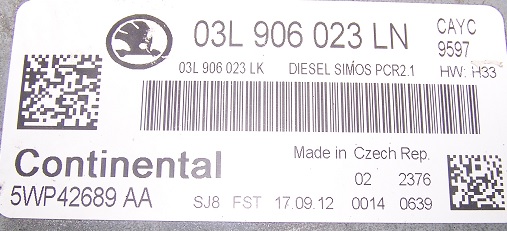 03L 906 023 LN CAYC
9597
03L 906 023 LK DIESEL SIMOS PCR2.1 HW: H33
Continental
Made in Czech Rep.
02 2376
5WP42689 AA
SJ8 FST 17.09.12 0014 0639